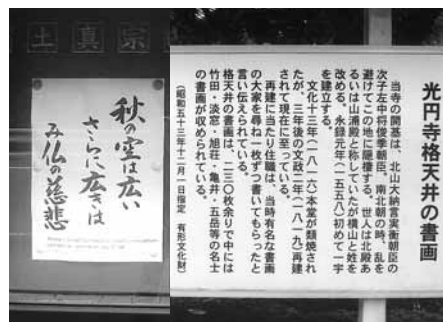 土真宗
秋の空は広い
さらに広きは
み仏の慈悲
光円寺格天井の書画
当寺の開基は、北山大納言実衡朝臣の
次子左中将俊季朝臣、南北朝の時、乱を
避けてこの地に隠棲する。世人は北殿あ
るいは山浦殿と称していたが横山と姓を
改める。永録元年(一五五八)初めて一宇
を建立する。
文化十三年(一八一六)本堂が類焼され
たが、三年後の文政二年(一八一九)再建
されて現在に至っている。
再建に当たり住職は、当時有名な書画
の大家を尋ね一枚ずつ書いてもらったと
言い伝えられている。
格天井の書画は、二三〇枚余りで中には
竹田・淡窓・旭荘・亀井・五岳等の名士
の書画が収められている。
(昭和五十三年十二月一日指定 有形文化財)